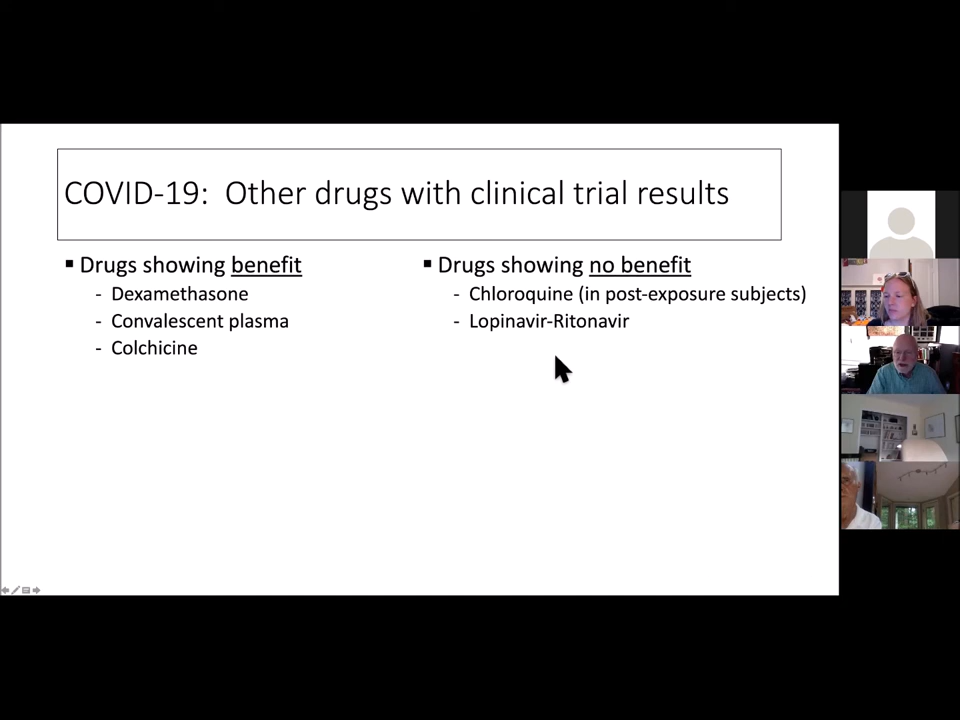 COVID-19: Other drugs with clinical trial results
▪ Drugs showing benefit
- Dexamethasone
- Convalescent plasma
- Colchicine
▪ Drugs showing no benefit
- Chloroquine (in post-exposure subjects)
- Lopinavir-Ritonavir